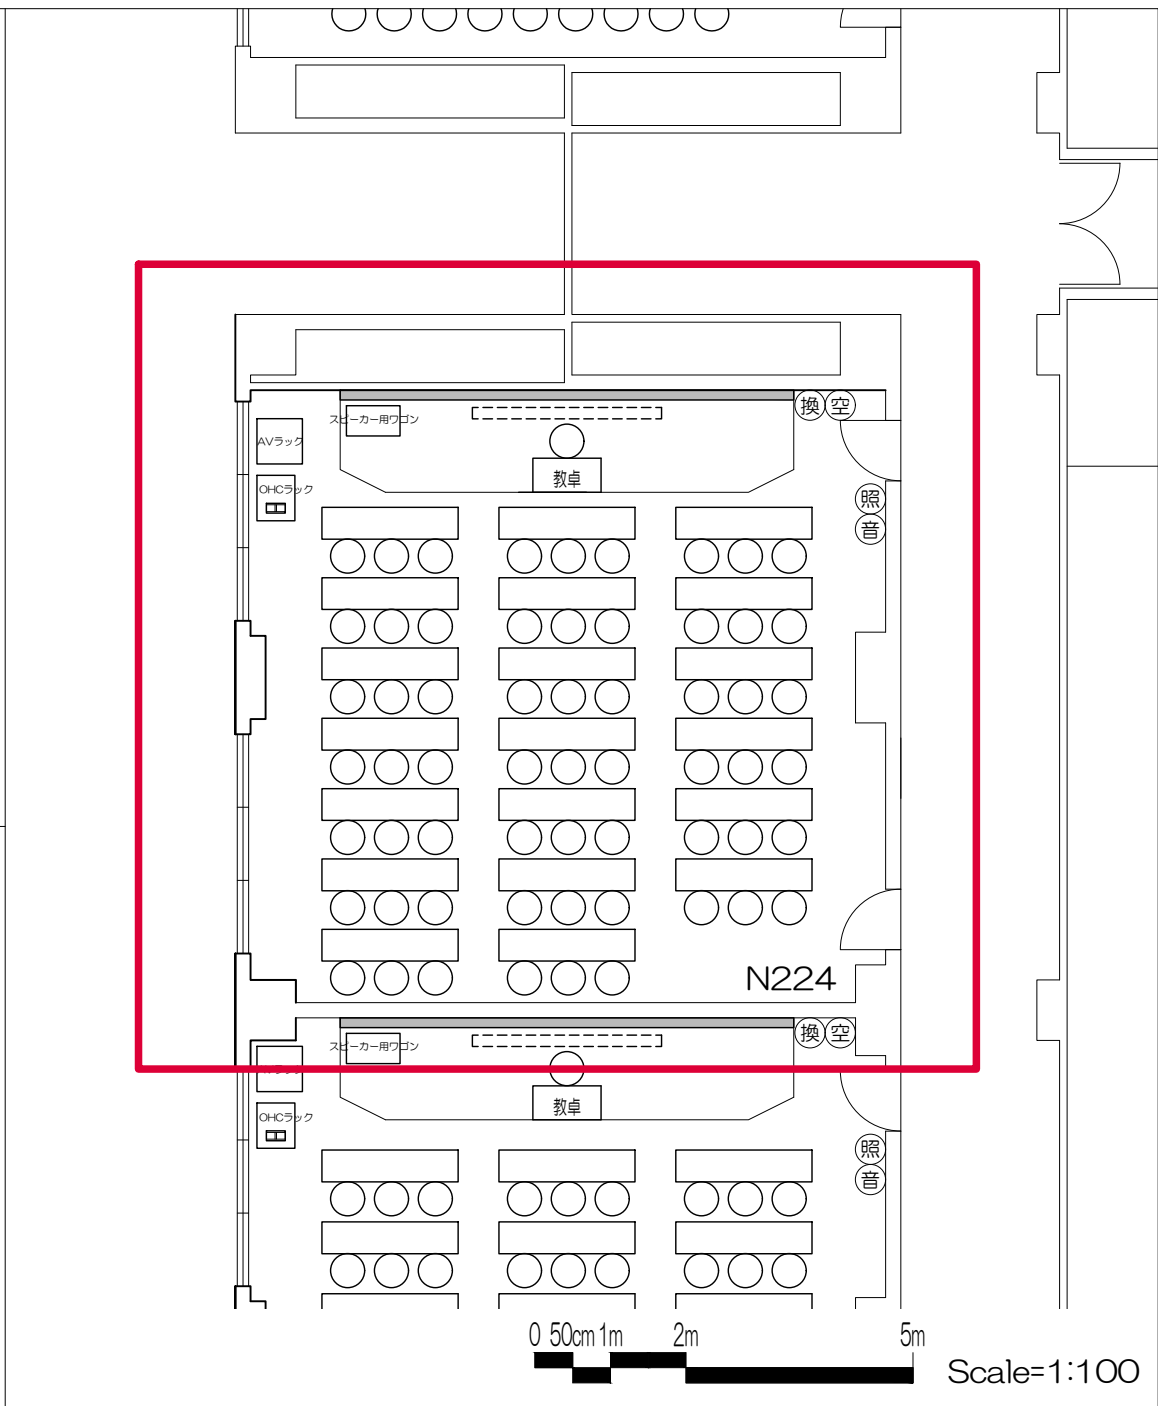 スピーカー用ワゴン
換 空
AVラック
教卓
OHCラック
照
音
N224
換 空
スピーカー用ワゴン
教卓
OHCラック
照
音
0 50cm 1m 2m 5m
Scale=1:100